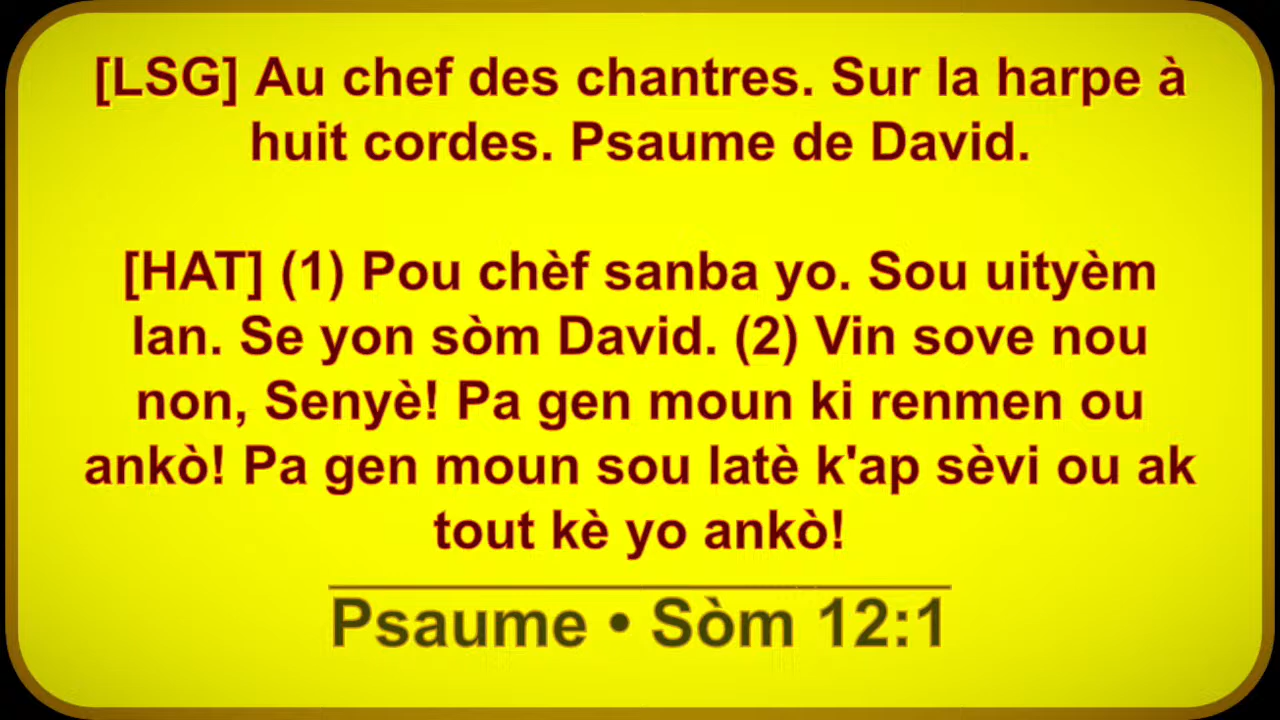 [LSG] Au chef des chantres. Sur la harpe à
huit cordes. Psaume de David.
[HAT] (1) Pou chèf sanba yo. Sou uityèm
lan. Se yon sòm David. (2) Vin sove nou
non, Senyè! Pa gen moun ki renmen ou
ankò! Pa gen moun sou latè k'ap sèvi ou ak
tout kè yo ankò!
Psaume • Sòm 12:1